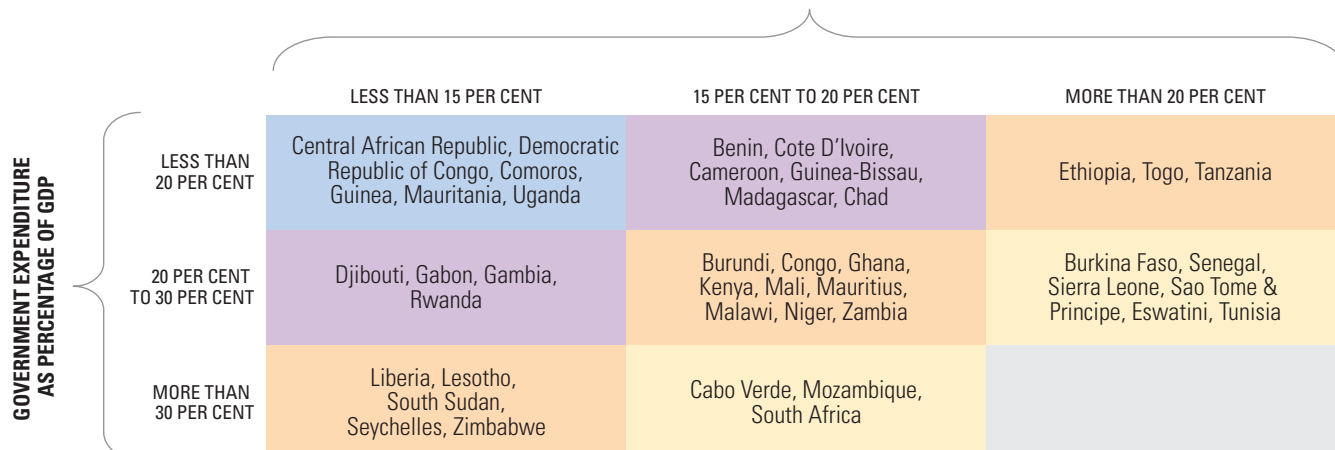 LESS THAN 15 PER CENT
15 PER CENT TO 20 PER CENT
MORE THAN 20 PER CENT
GOVERNMENT EXPENDITURE
AS PERCENTAGE OF GDP
LESS THAN
20 PER CENT
Central African Republic, Democratic
Republic of Congo, Comoros,
Guinea, Mauritania, Uganda
Benin, Cote D’Ivoire,
Cameroon, Guinea-Bissau,
Madagascar, Chad
Ethiopia, Togo, Tanzania
20 PER CENT
TO 30 PER CENT
Djibouti, Gabon, Gambia,
Rwanda
Burundi, Congo, Ghana,
Kenya, Mali, Mauritius,
Malawi, Niger, Zambia
Burkina Faso, Senegal,
Sierra Leone, Sao Tome &
Principe, Eswatini, Tunisia
MORE THAN
30 PER CENT
Liberia, Lesotho,
South Sudan,
Seychelles, Zimbabwe
Cabo Verde, Mozambique,
South Africa